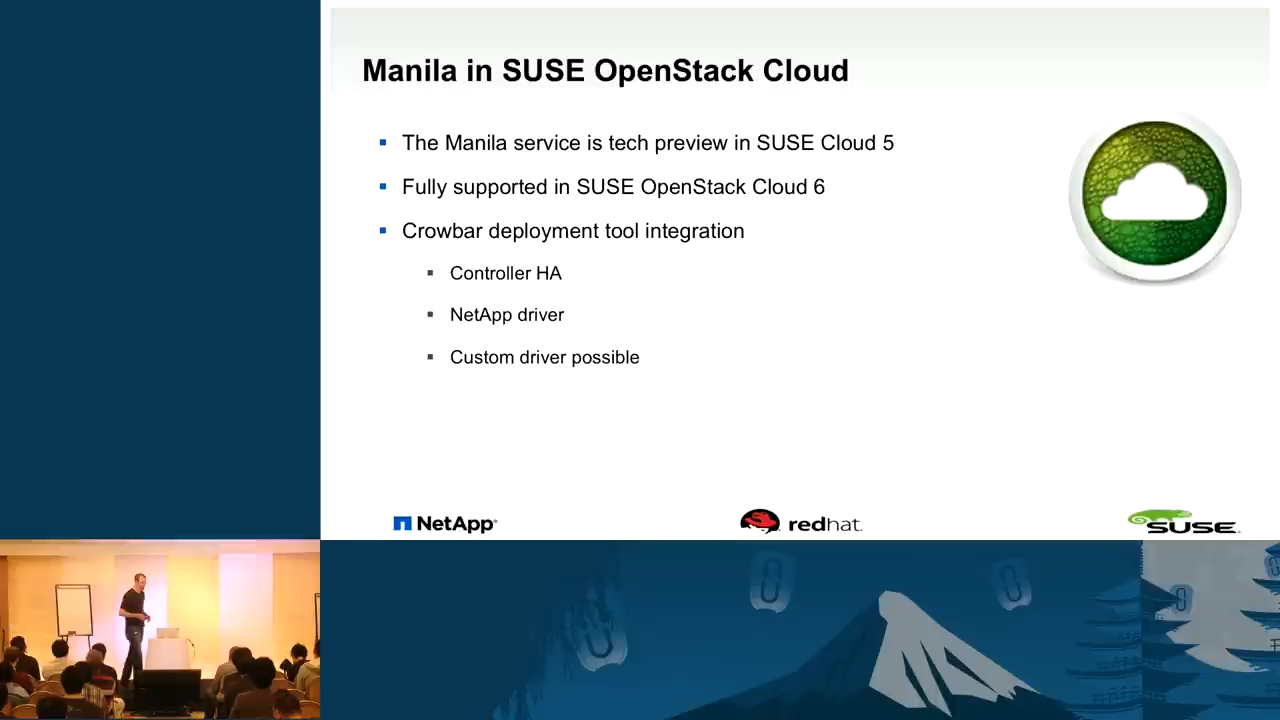 Manila in SUSE OpenStack Cloud
The Manila service is tech preview in SUSE Cloud 5
Fully supported in SUSE OpenStack Cloud 6
Crowbar deployment tool integration
Controller HA
NetApp driver
Custom driver possible
NetApp
redhat.
SUSE